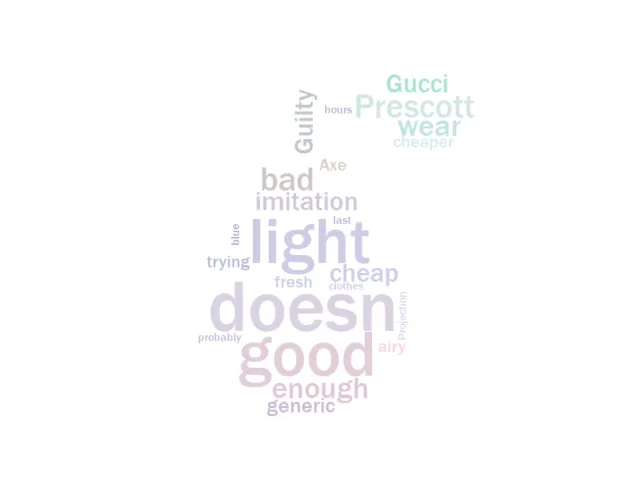 Gucci
Guilty
hours
Prescott
wear
cheaper
Axe
bad
imitation
last
light
blue
trying
cheap
fresh
clothes
doesn
Projection
probably
good
airy
enough
generic